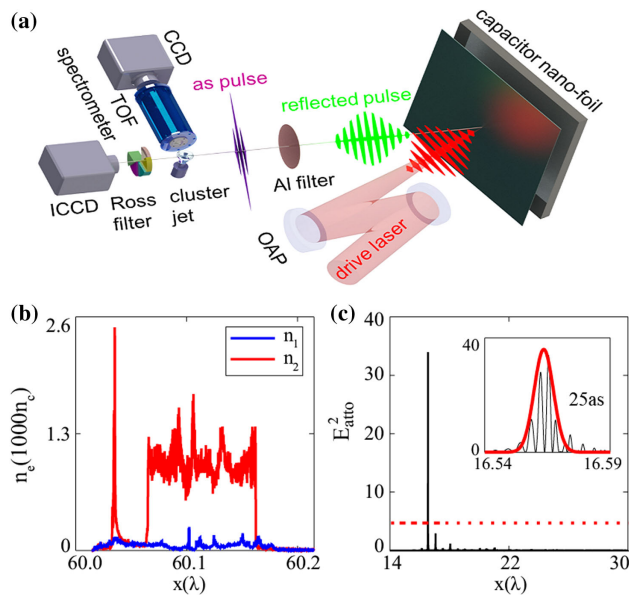 (a)
CCD
TOF
spectrometer
as pulse
reflected pulse
capacitor nano-foil
ICCD
Ross
filter
cluster
jet
Al filter
OAP
drive laser
(b)
2.6
1.3
0
n₁
n₂
nₑ(1000n꜀)
60.0
60.1
60.2
x(λ)
(c)
40
30
20
10
0
E²atto
40
0
25as
16.54
16.59
14
22
30
x(λ)